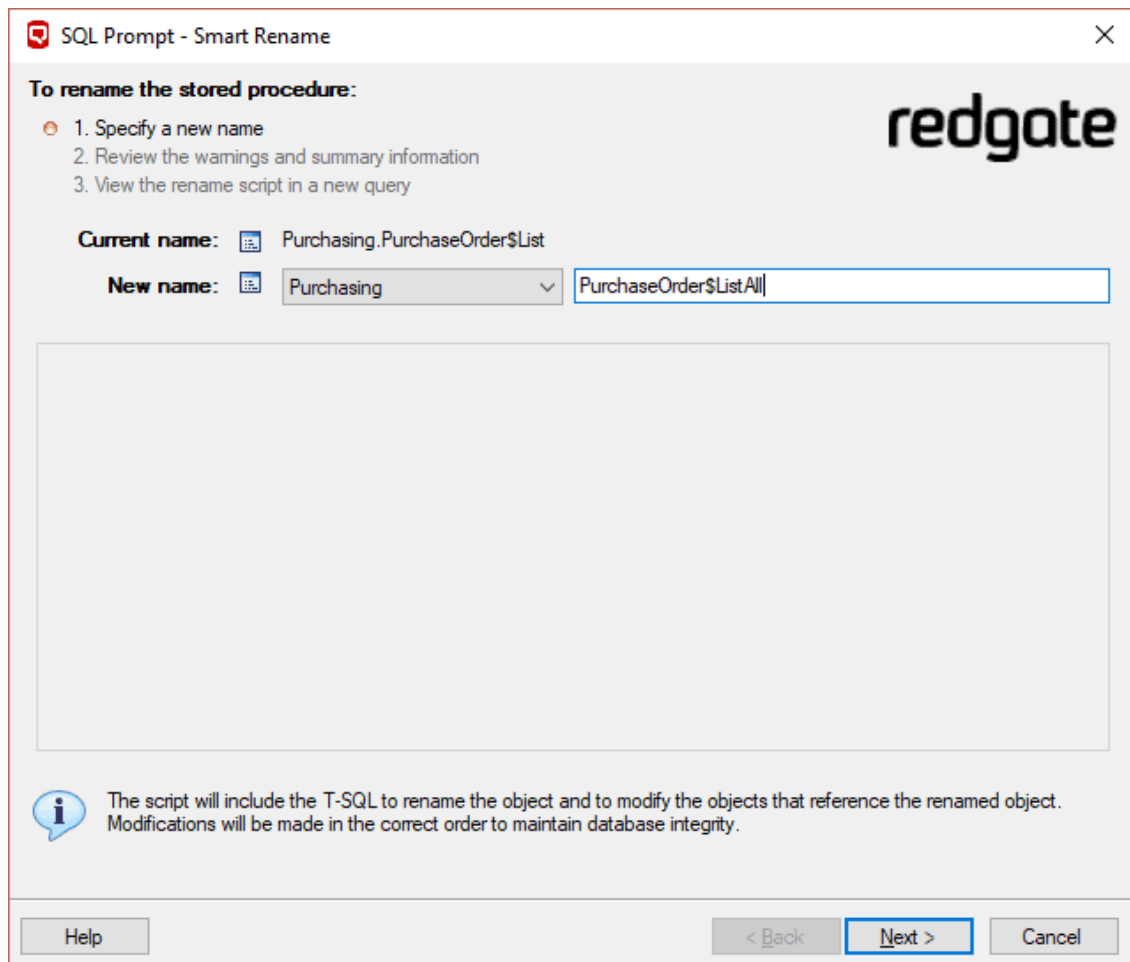 SQL Prompt - Smart Rename
To rename the stored procedure:
redgate
1. Specify a new name
2. Review the warnings and summary information
3. View the rename script in a new query
Current name: Purchasing.PurchaseOrder$List
New name: Purchasing PurchaseOrder$ListAll
The script will include the T-SQL to rename the object and to modify the objects that reference the renamed object.
Modifications will be made in the correct order to maintain database integrity.
Help < Back Next > Cancel